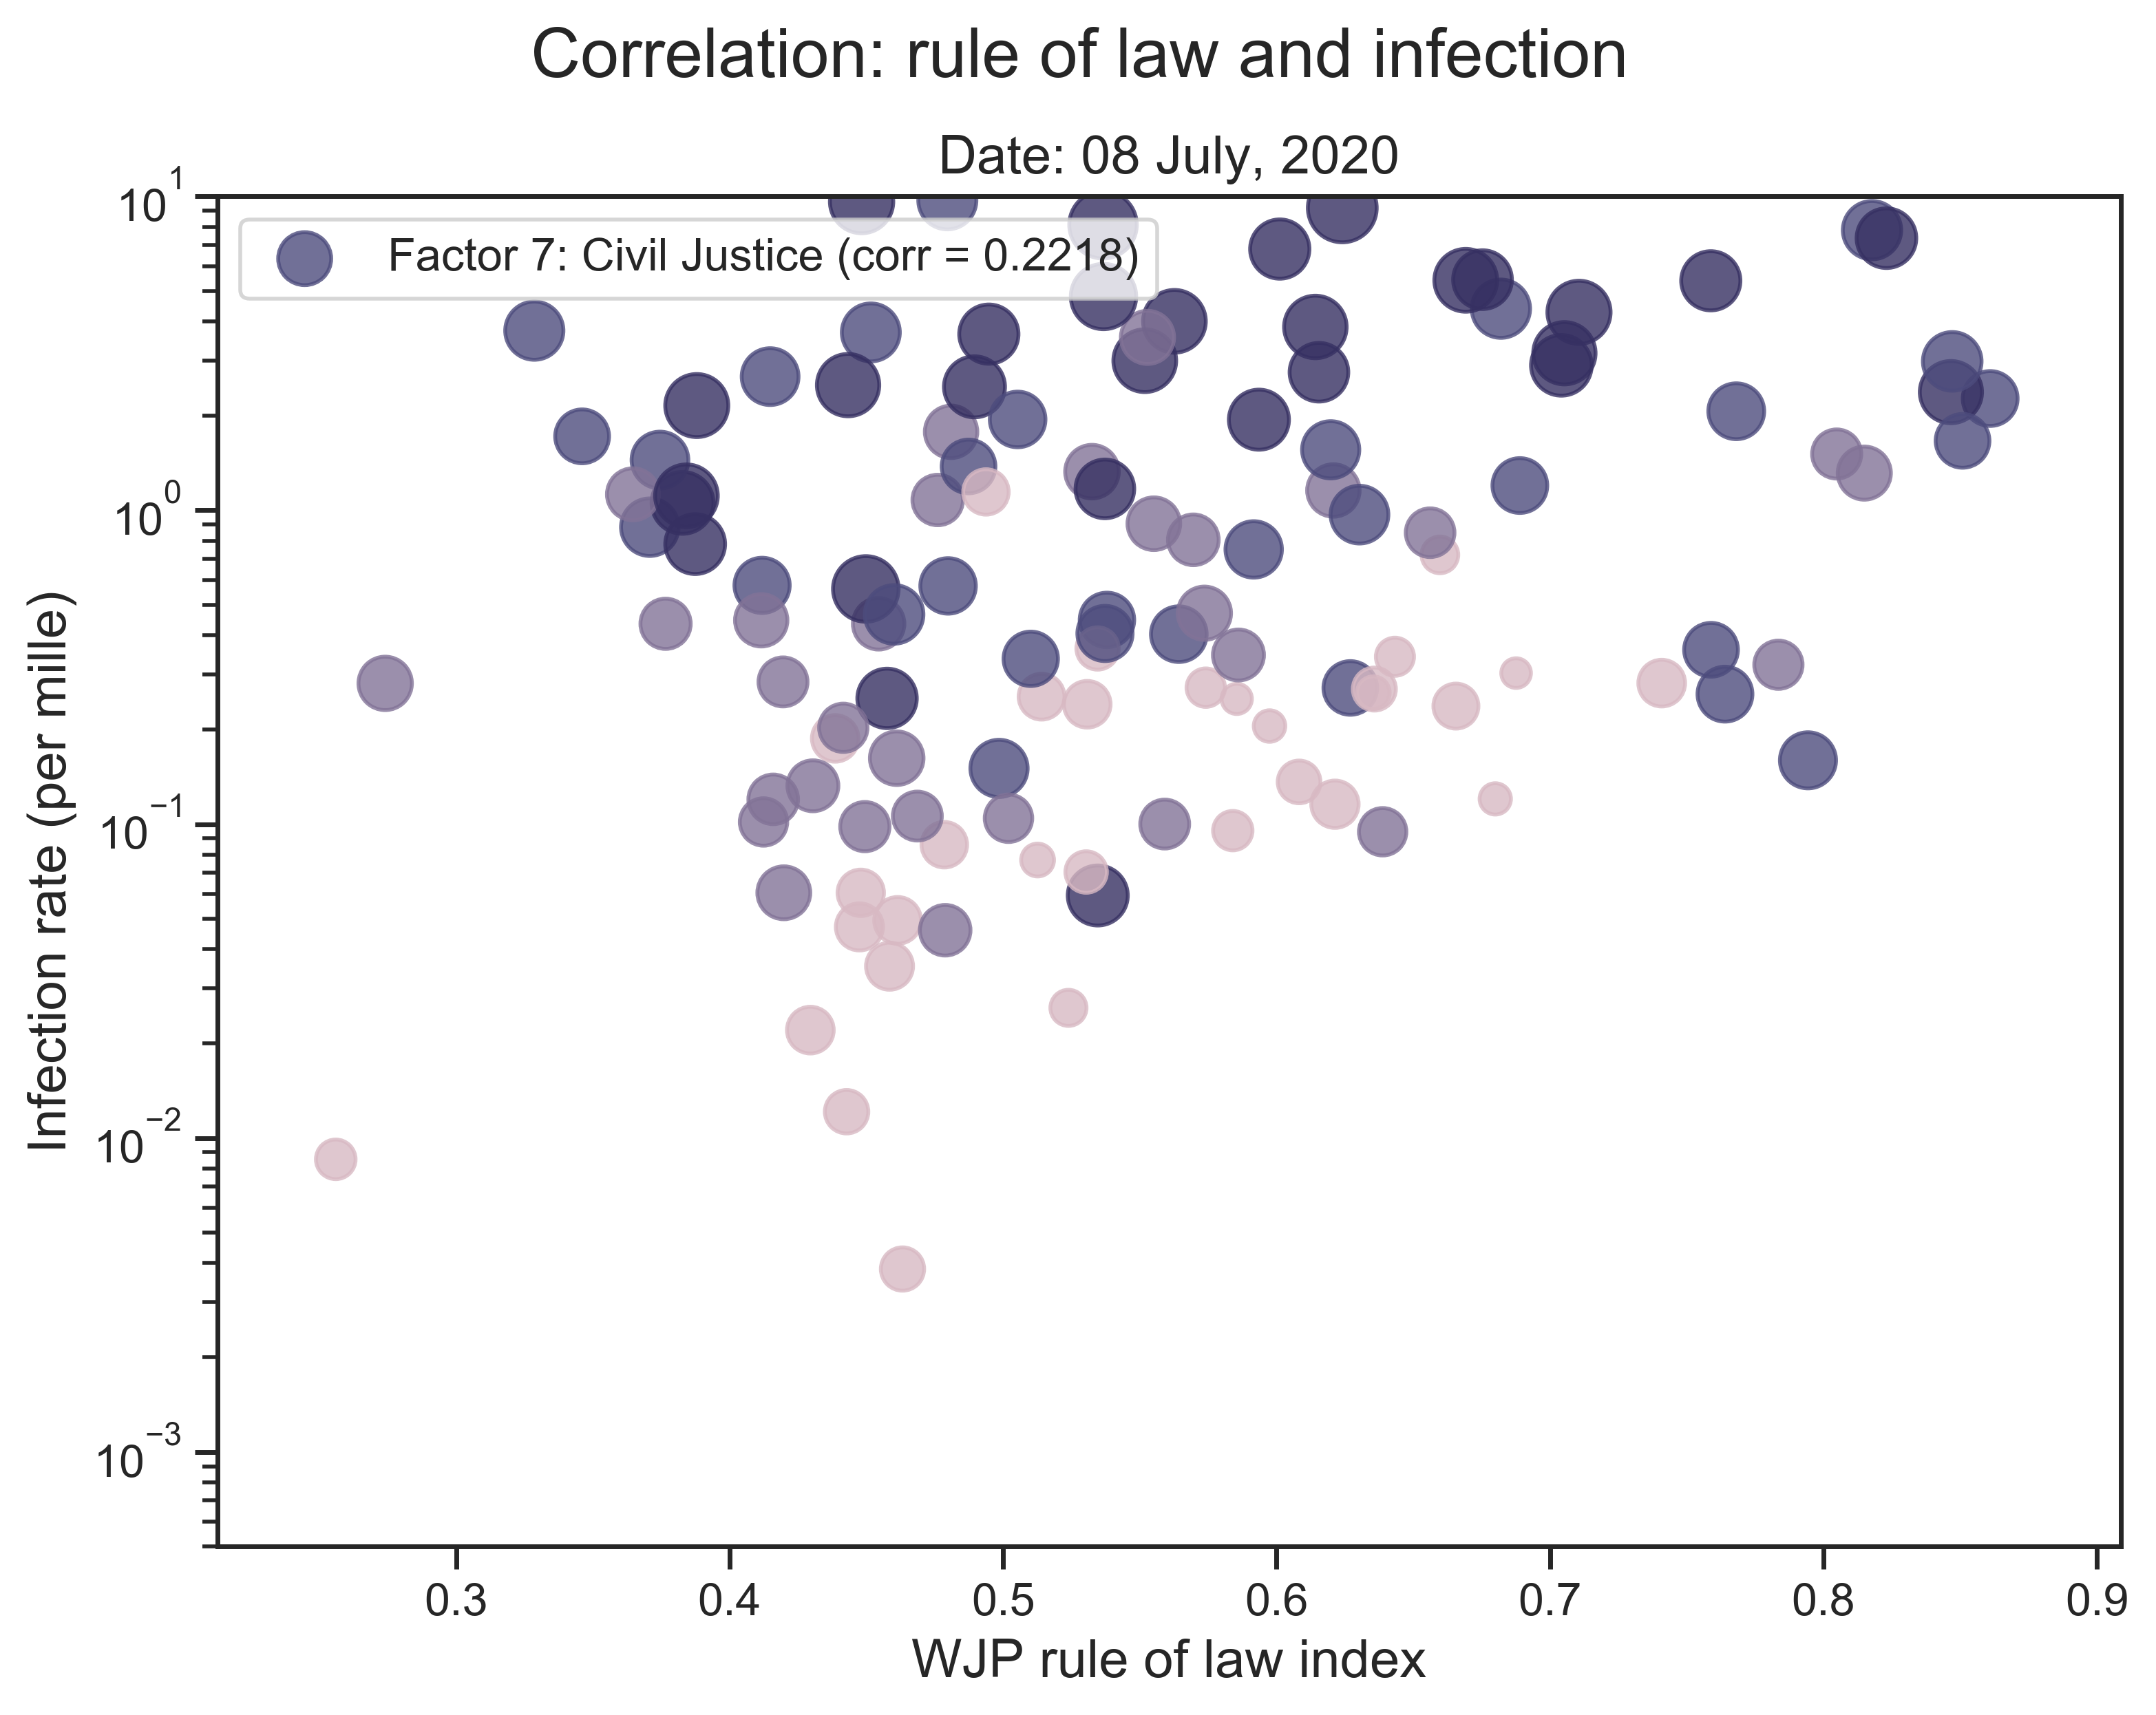 Correlation: rule of law and infection
Date: 08 July, 2020
Factor 7: Civil Justice (corr = 0.2218)
Infection rate (per mille)
10^1
10^0
10^−1
10^−2
10^−3
0.3 0.4 0.5 0.6 0.7 0.8 0.9
WJP rule of law index